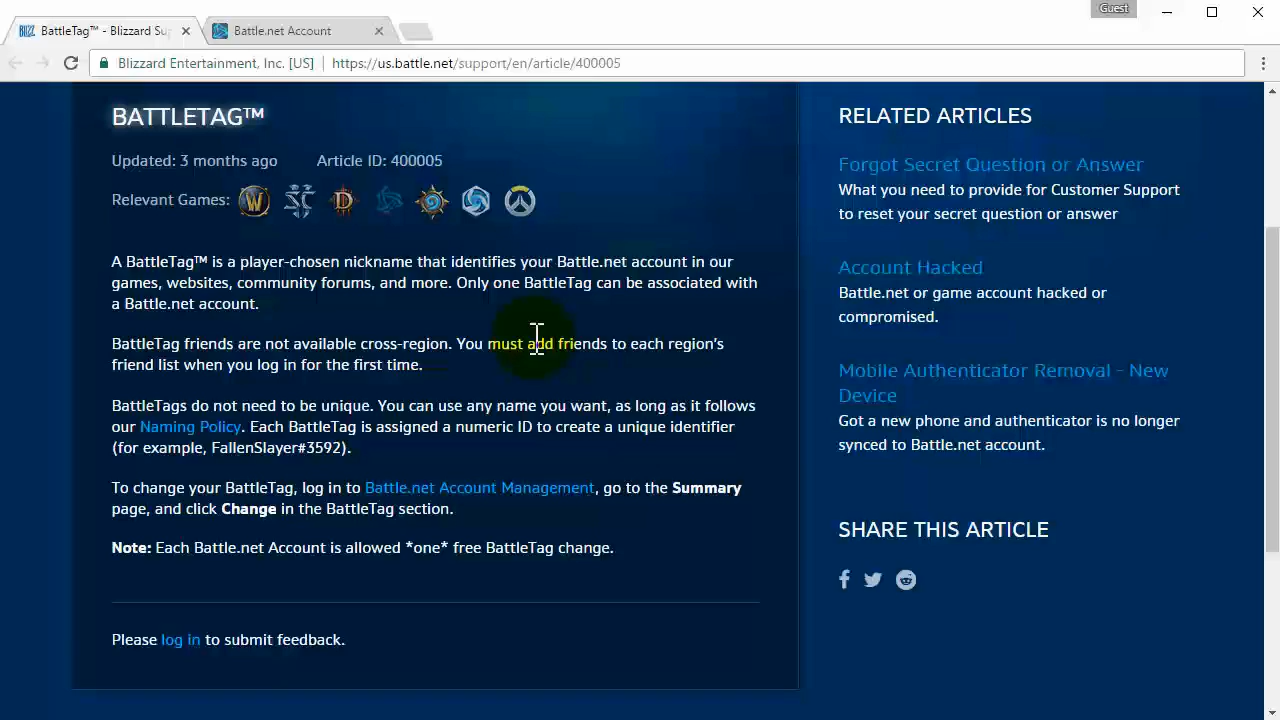 Guest
BattleTag™ - Blizzard Sup
Battle.net Account
Blizzard Entertainment, Inc. [US]
https://us.battle.net/support/en/article/400005
BATTLETAG™
Updated: 3 months ago
Article ID: 400005
Relevant Games:
A BattleTag™ is a player-chosen nickname that identifies your Battle.net account in our
games, websites, community forums, and more. Only one BattleTag can be associated with
a Battle.net account.
BattleTag friends are not available cross-region. You must add friends to each region's
friend list when you log in for the first time.
BattleTags do not need to be unique. You can use any name you want, as long as it follows
our Naming Policy. Each BattleTag is assigned a numeric ID to create a unique identifier
(for example, FallenSlayer#3592).
To change your BattleTag, log in to Battle.net Account Management, go to the Summary
page, and click Change in the BattleTag section.
Note: Each Battle.net Account is allowed *one* free BattleTag change.
Please log in to submit feedback.
RELATED ARTICLES
Forgot Secret Question or Answer
What you need to provide for Customer Support
to reset your secret question or answer
Account Hacked
Battle.net or game account hacked or
compromised.
Mobile Authenticator Removal - New
Device
Got a new phone and authenticator is no longer
synced to Battle.net account.
SHARE THIS ARTICLE